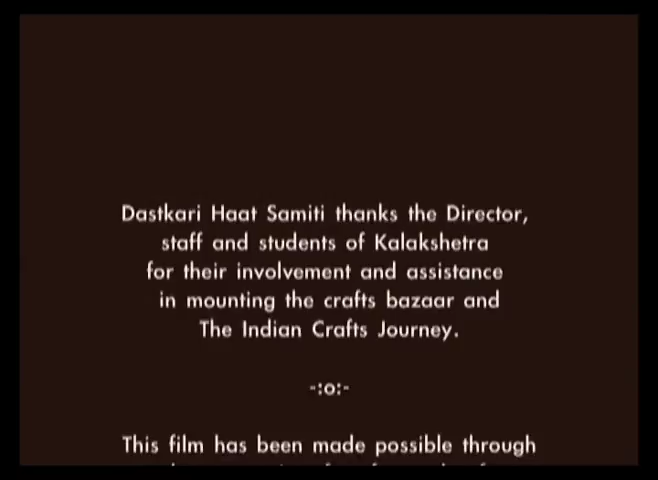 Dastkari Haat Samiti thanks the Director,
staff and students of Kalakshetra
for their involvement and assistance
in mounting the crafts bazaar and
The Indian Crafts Journey.
-:o:-
This film has been made possible through